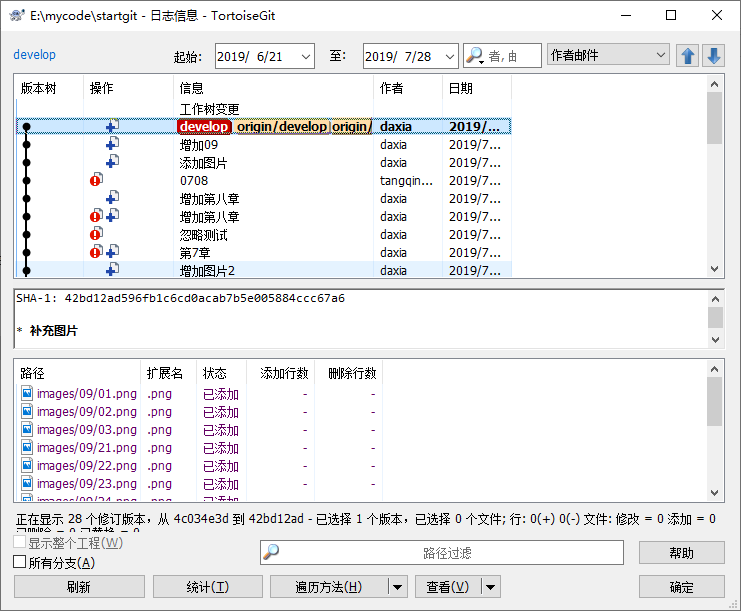 E:\mycode\startgit - 日志信息 - TortoiseGit
develop 起始: 2019/ 6/21 至: 2019/ 7/28 者, 由 作者邮件
版本树 操作 信息 作者 日期
工作树变更
develop origin/develop origin/ daxia 2019/...
增加09 daxia 2019/7...
添加图片 daxia 2019/7...
0708 tangqin... 2019/7...
增加第八章 daxia 2019/7...
增加第八章 daxia 2019/7...
忽略测试 daxia 2019/7...
第7章 daxia 2019/7...
增加图片2 daxia 2019/7...
SHA-1: 42bd12ad596fb1c6cd0acab7b5e005884ccc67a6
* 补充图片
路径 扩展名 状态 添加行数 删除行数
images/09/01.png .png 已添加 - -
images/09/02.png .png 已添加 - -
images/09/03.png .png 已添加 - -
images/09/21.png .png 已添加 - -
images/09/22.png .png 已添加 - -
images/09/23.png .png 已添加 - -
images/09/24.png .png 已添加 - -
正在显示 28 个修订版本，从 4c034e3d 到 42bd12ad - 已选择 1 个版本，已选择 0 个文件; 行: 0(+) 0(-) 文件: 修改 = 0 添加 = 0
已删除 = 0 已替换 = 0
显示整个工程(W) 路径过滤 帮助
所有分支(A)
刷新 统计(T) 遍历方法(H) 查看(V) 确定